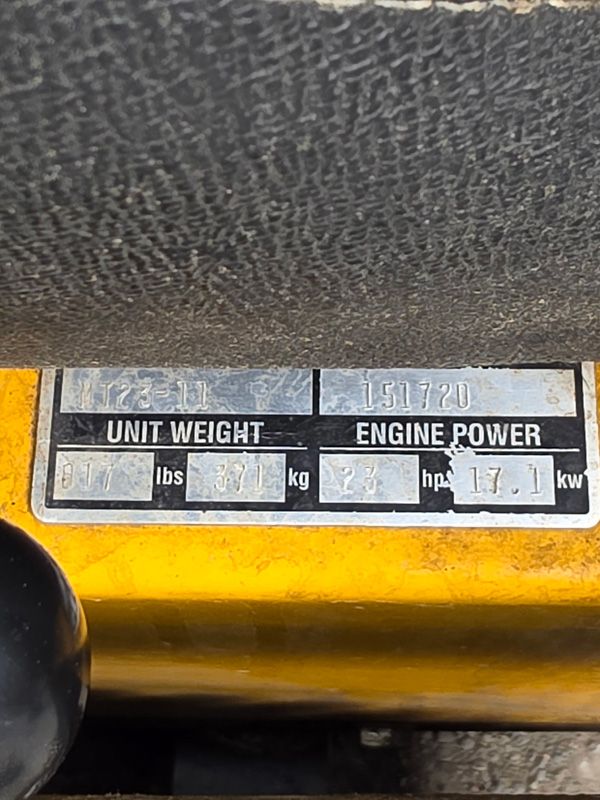 151720
UNIT WEIGHT ENGINE POWER
817 lbs 371 kg 23 hp 17.1 kw